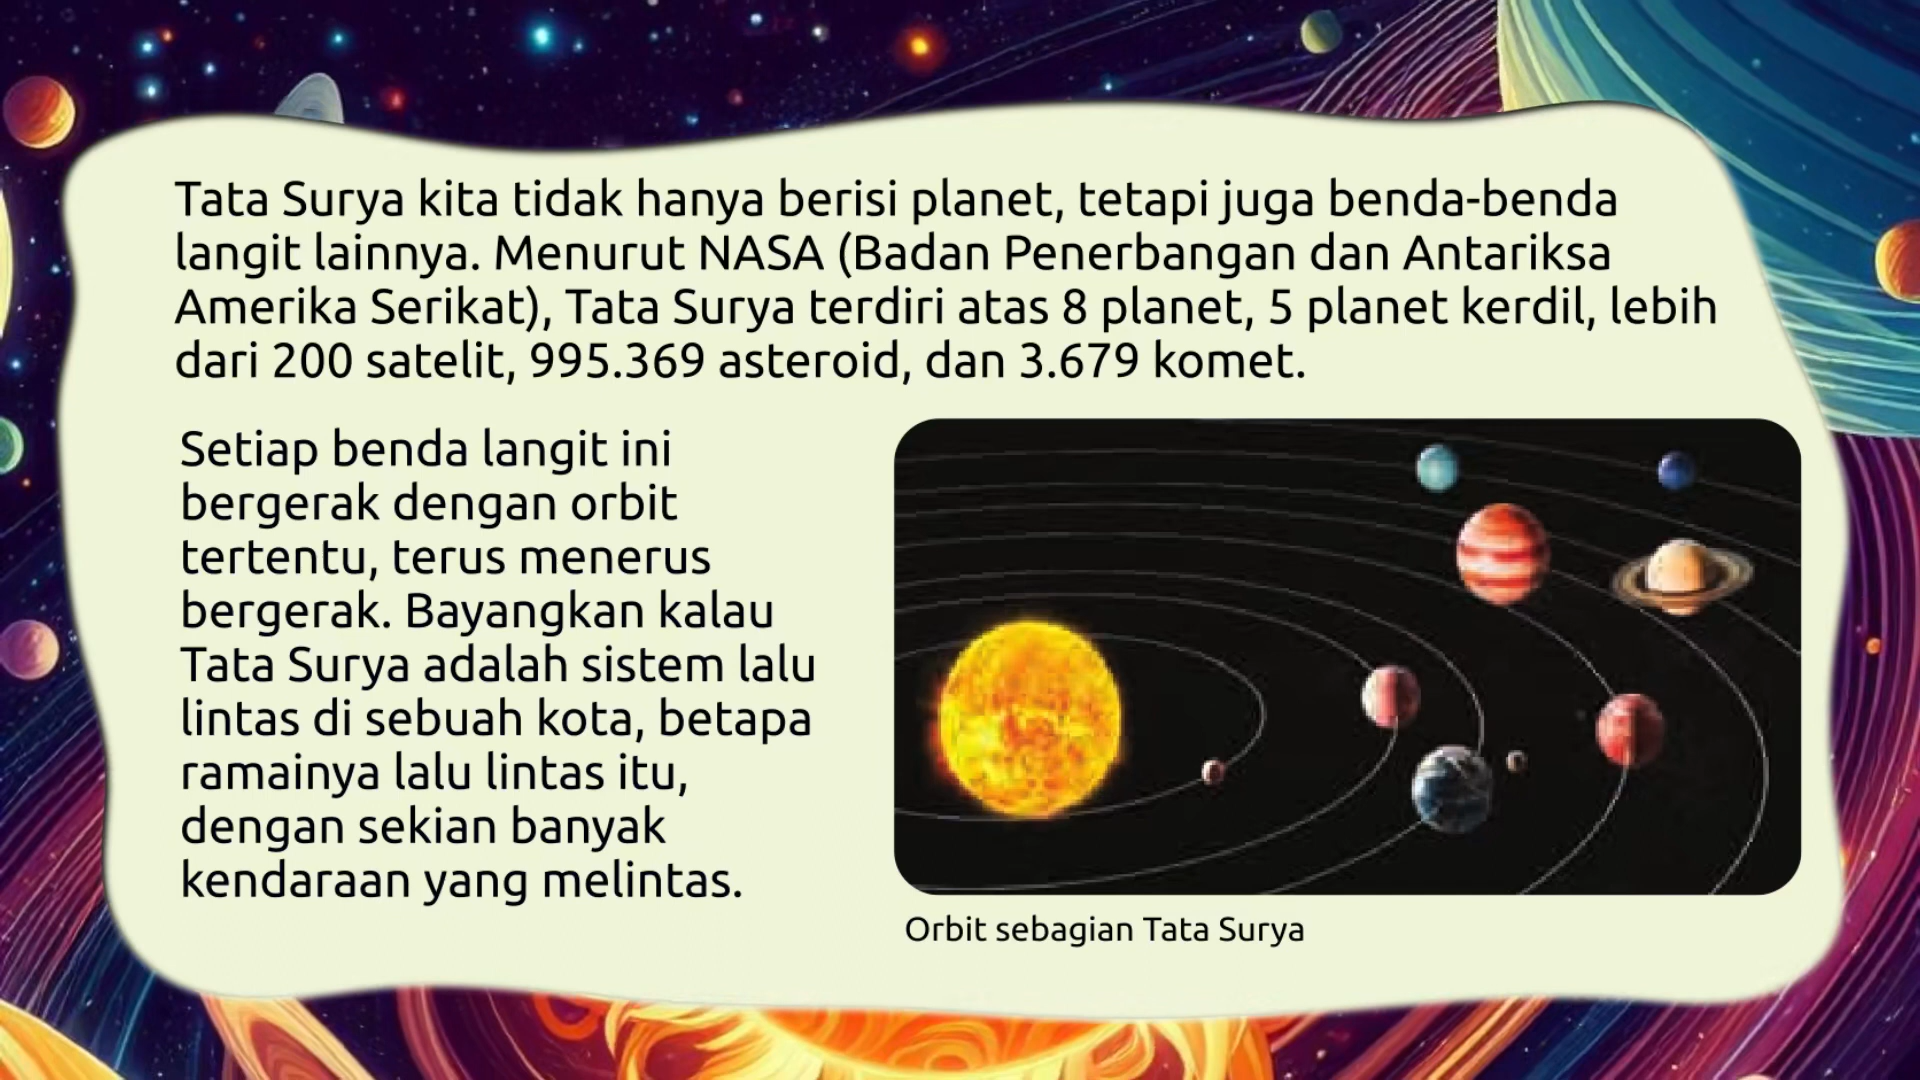 Tata Surya kita tidak hanya berisi planet, tetapi juga benda-benda
langit lainnya. Menurut NASA (Badan Penerbangan dan Antariksa
Amerika Serikat), Tata Surya terdiri atas 8 planet, 5 planet kerdil, lebih
dari 200 satelit, 995.369 asteroid, dan 3.679 komet.
Setiap benda langit ini
bergerak dengan orbit
tertentu, terus menerus
bergerak. Bayangkan kalau
Tata Surya adalah sistem lalu
lintas di sebuah kota, betapa
ramainya lalu lintas itu,
dengan sekian banyak
kendaraan yang melintas.
Orbit sebagian Tata Surya